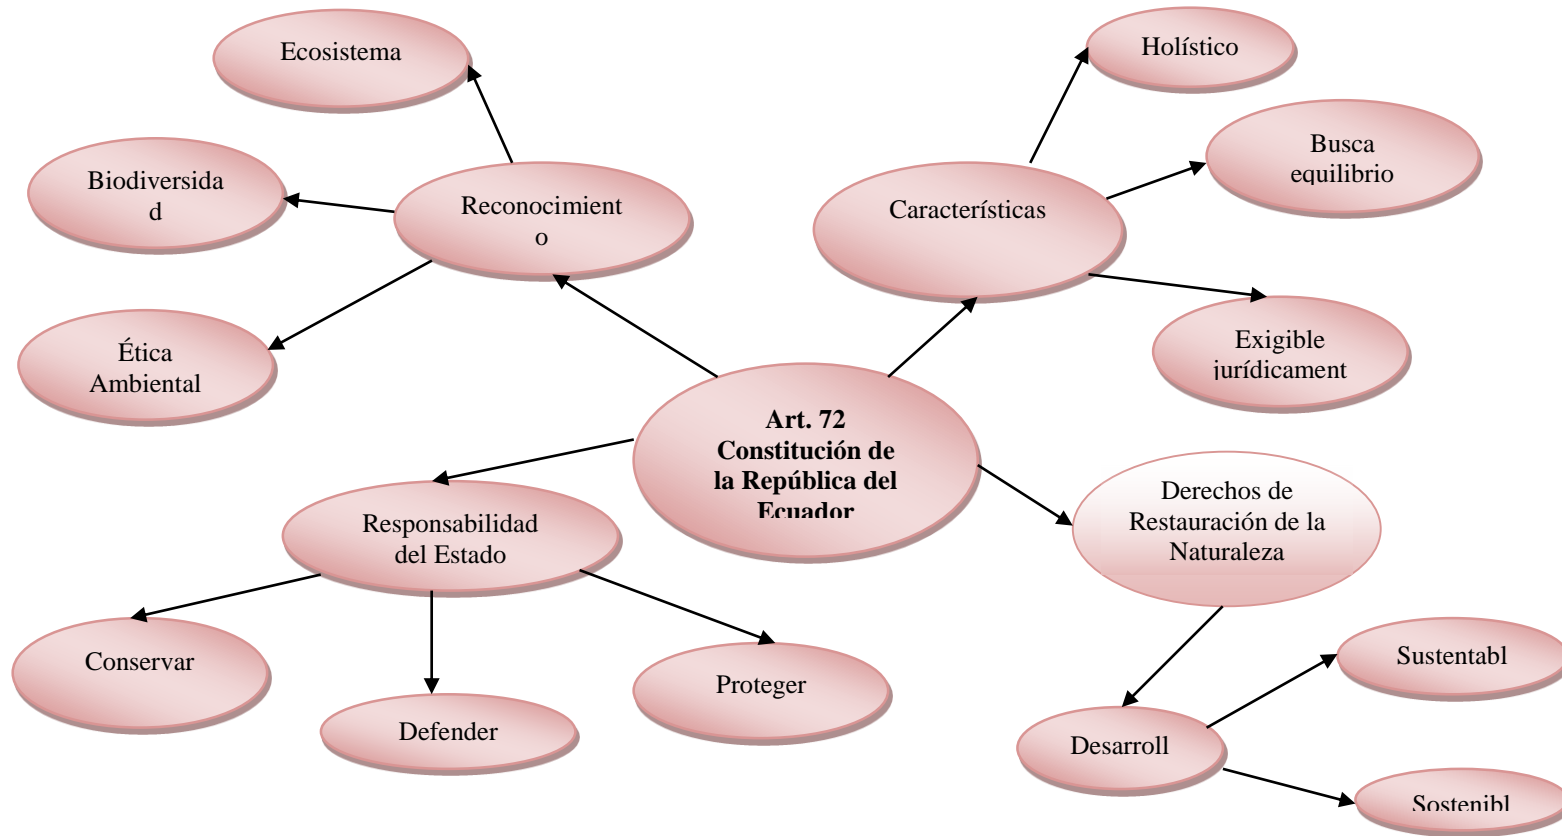 Ecosistema
Holístico
Busca
equilibrio
Biodiversida
d
Reconocimient
o
Características
Ética
Ambiental
Exigible
jurídicament
Art. 72
Constitución de
la República del
Ecuador
Responsabilidad
del Estado
Derechos de
Restauración de la
Naturaleza
Conservar
Defender
Proteger
Sustentabl
Desarroll
Sostenibl